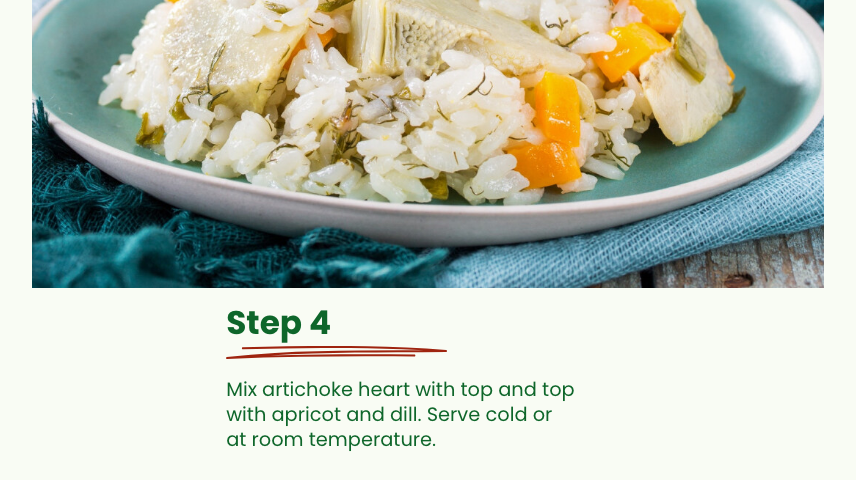 Step 4
Mix artichoke heart with top and top
with apricot and dill. Serve cold or
at room temperature.